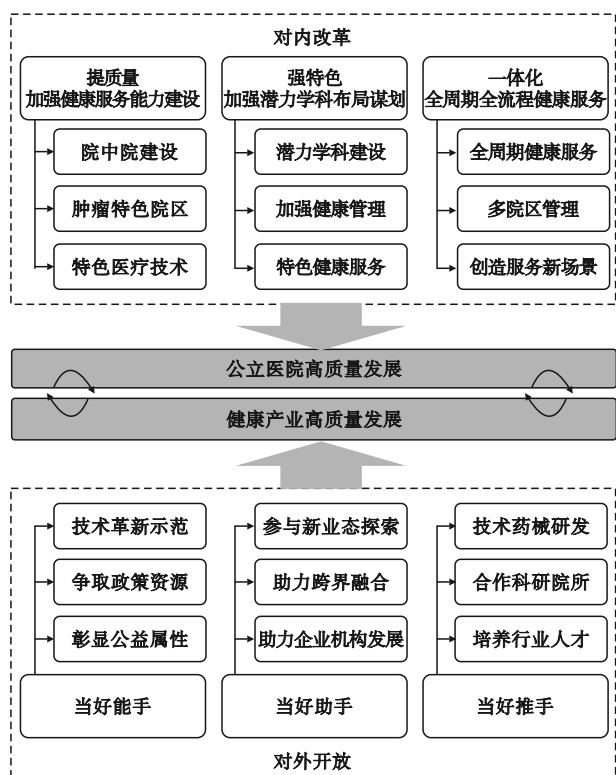 对内改革
提质量
加强健康服务能力建设
强特色
加强潜力学科布局谋划
一体化
全周期全流程健康服务
院中院建设
潜力学科建设
全周期健康服务
肿瘤特色院区
加强健康管理
多院区管理
特色医疗技术
特色健康服务
创造服务新场景
公立医院高质量发展
健康产业高质量发展
技术革新示范
参与新业态探索
技术药械研发
争取政策资源
助力跨界融合
合作科研院所
彰显公益属性
助力企业机构发展
培养行业人才
当好能手
当好助手
当好推手
对外开放